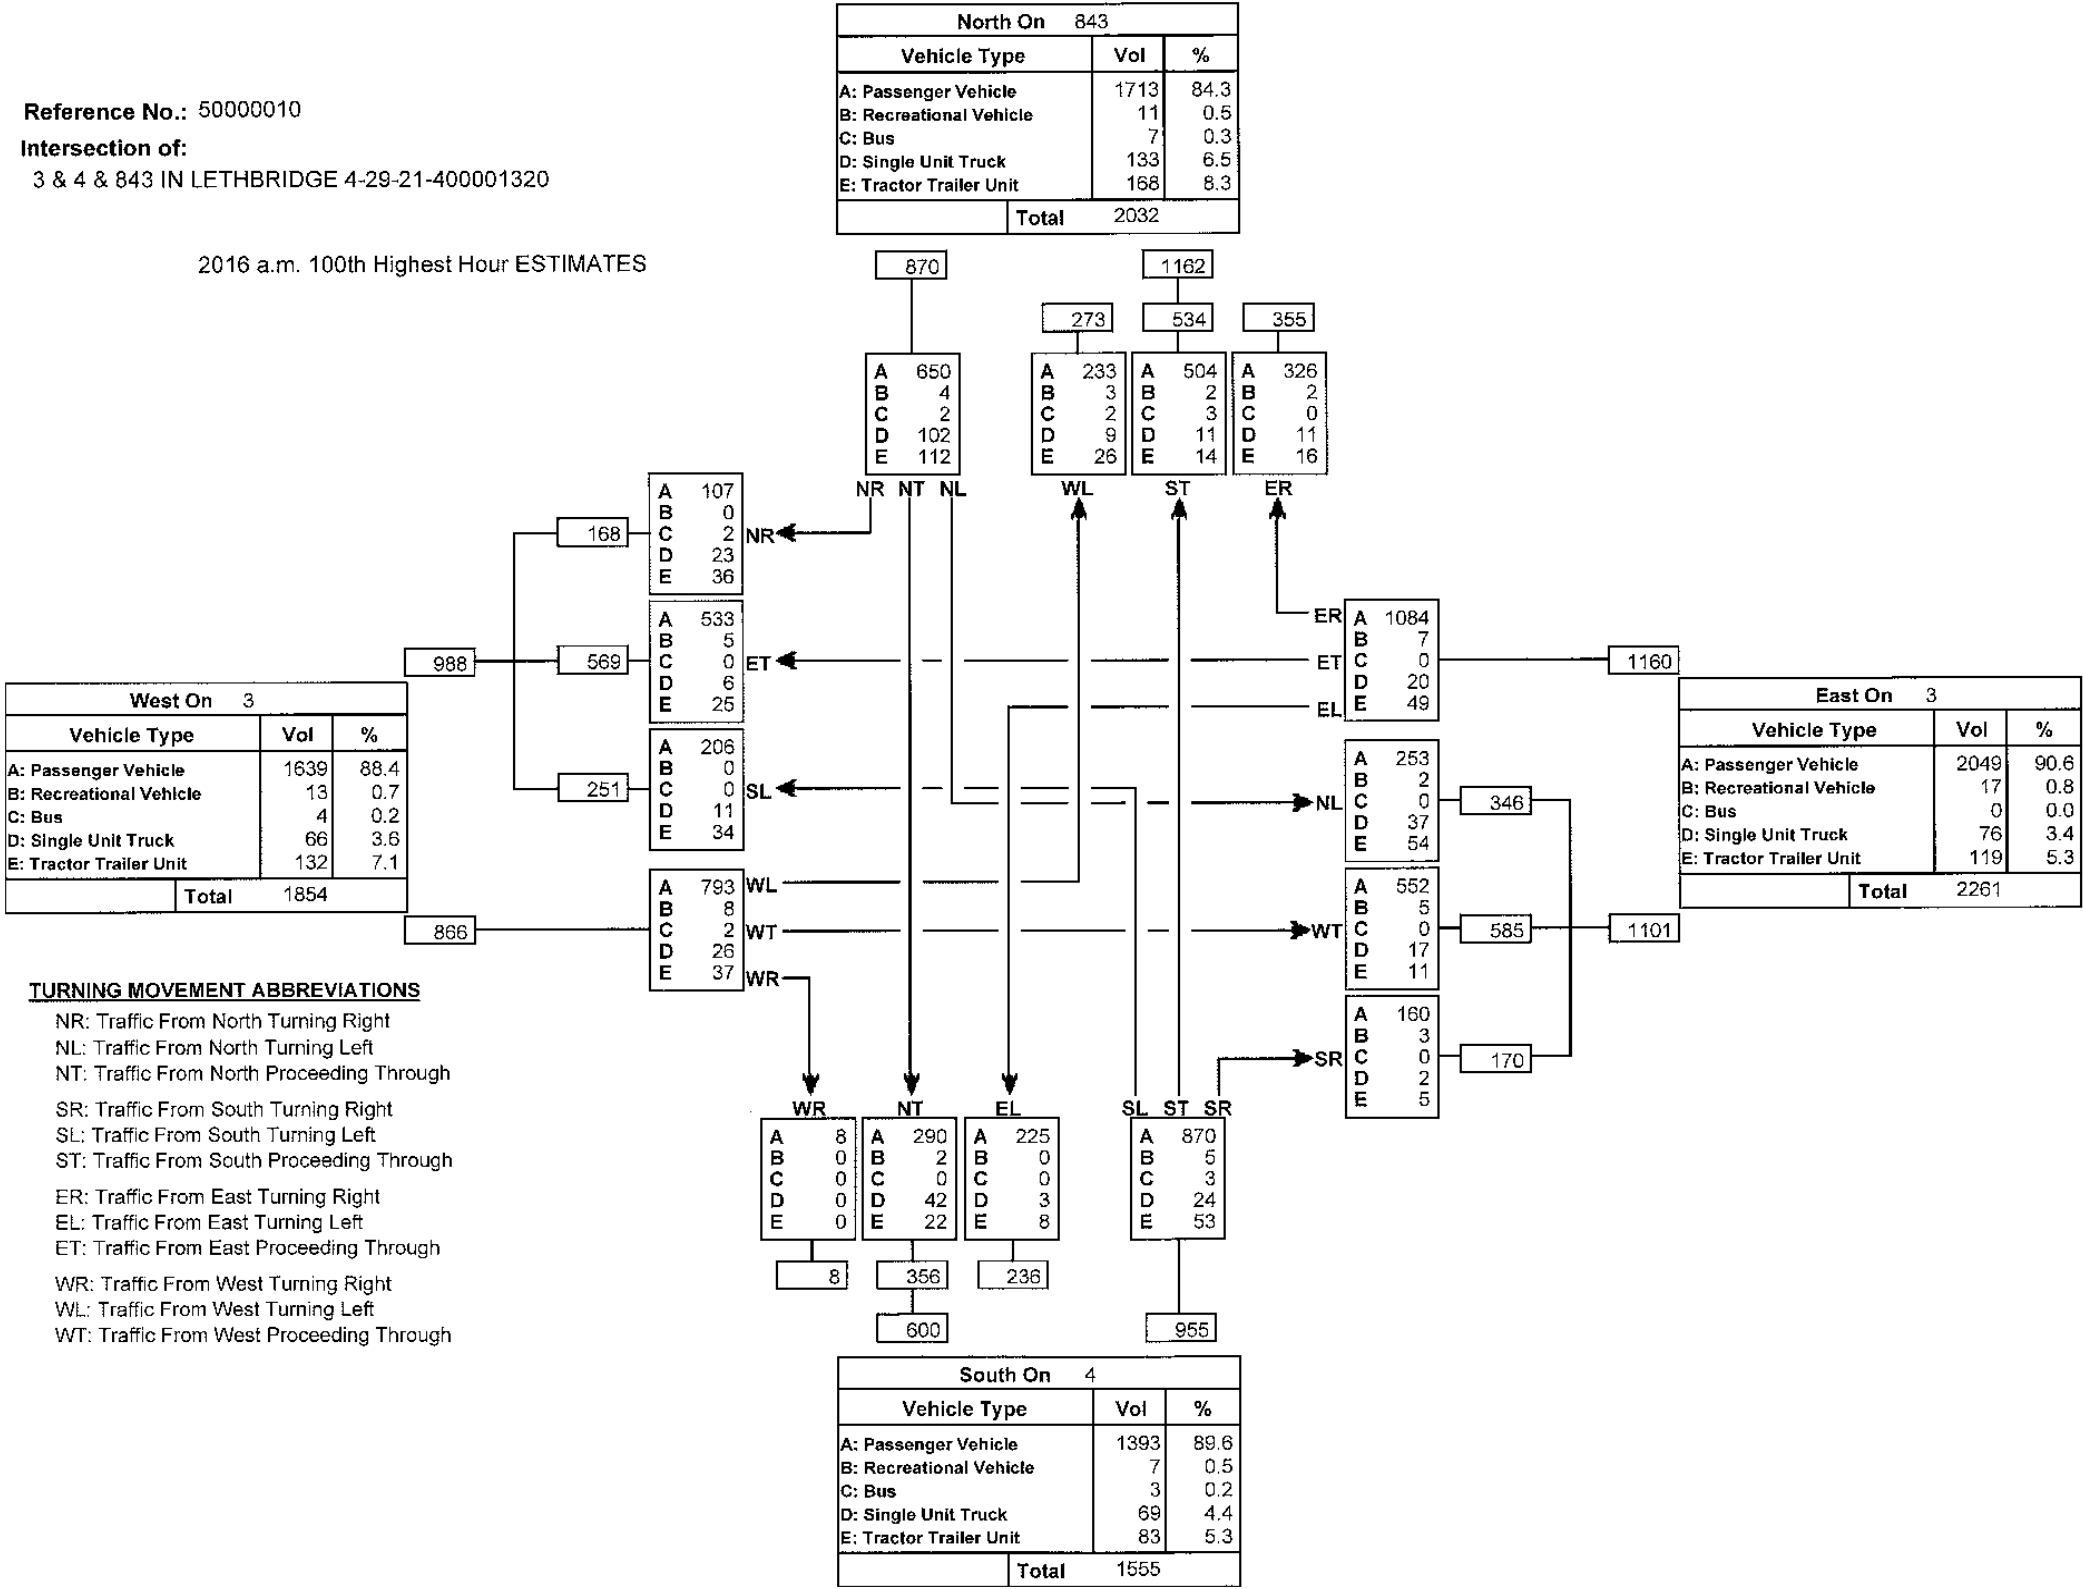 North On 843
Vehicle Type Vol %
A: Passenger Vehicle 1713 84.3
B: Recreational Vehicle 11 0.5
C: Bus 7 0.3
D: Single Unit Truck 133 6.5
E: Tractor Trailer Unit 168 8.3
Total 2032
Reference No.: 50000010
Intersection of:
3 & 4 & 843 IN LETHBRIDGE 4-29-21-400001320
2016 a.m. 100th Highest Hour ESTIMATES
870
1162
273
534
355
A 650
B 4
C 2
D 102
E 112
NR NT NL
A 233
B 3
C 2
D 9
E 26
WL
A 504
B 2
C 3
D 11
E 14
ST
A 326
B 2
C 0
D 11
E 16
ER
168
A 107
B 0
C 2
D 23
E 36
NR
988
569
A 533
B 5
C 0
D 6
E 25
ET
251
A 206
B 0
C 0
D 11
E 34
SL
West On 3
Vehicle Type Vol %
A: Passenger Vehicle 1639 88.4
B: Recreational Vehicle 13 0.7
C: Bus 4 0.2
D: Single Unit Truck 66 3.6
E: Tractor Trailer Unit 132 7.1
Total 1854
866
A 793
B 8
C 2
D 26
E 37
WL
WT
WR
ER
ET
EL
A 1084
B 7
C 0
D 20
E 49
1160
NL
A 253
B 2
C 0
D 37
E 54
346
WT
A 552
B 5
C 0
D 17
E 11
585
1101
SR
A 160
B 3
C 0
D 2
E 5
170
East On 3
Vehicle Type Vol %
A: Passenger Vehicle 2049 90.6
B: Recreational Vehicle 17 0.8
C: Bus 0 0.0
D: Single Unit Truck 76 3.4
E: Tractor Trailer Unit 119 5.3
Total 2261
TURNING MOVEMENT ABBREVIATIONS
NR: Traffic From North Turning Right
NL: Traffic From North Turning Left
NT: Traffic From North Proceeding Through
SR: Traffic From South Turning Right
SL: Traffic From South Turning Left
ST: Traffic From South Proceeding Through
ER: Traffic From East Turning Right
EL: Traffic From East Turning Left
ET: Traffic From East Proceeding Through
WR: Traffic From West Turning Right
WL: Traffic From West Turning Left
WT: Traffic From West Proceeding Through
WR
A 8
B 0
C 0
D 0
E 0
8
NT
A 290
B 2
C 0
D 42
E 22
356
600
EL
A 225
B 0
C 0
D 3
E 8
236
SL ST SR
A 870
B 5
C 3
D 24
E 53
955
South On 4
Vehicle Type Vol %
A: Passenger Vehicle 1393 89.6
B: Recreational Vehicle 7 0.5
C: Bus 3 0.2
D: Single Unit Truck 69 4.4
E: Tractor Trailer Unit 83 5.3
Total 1555